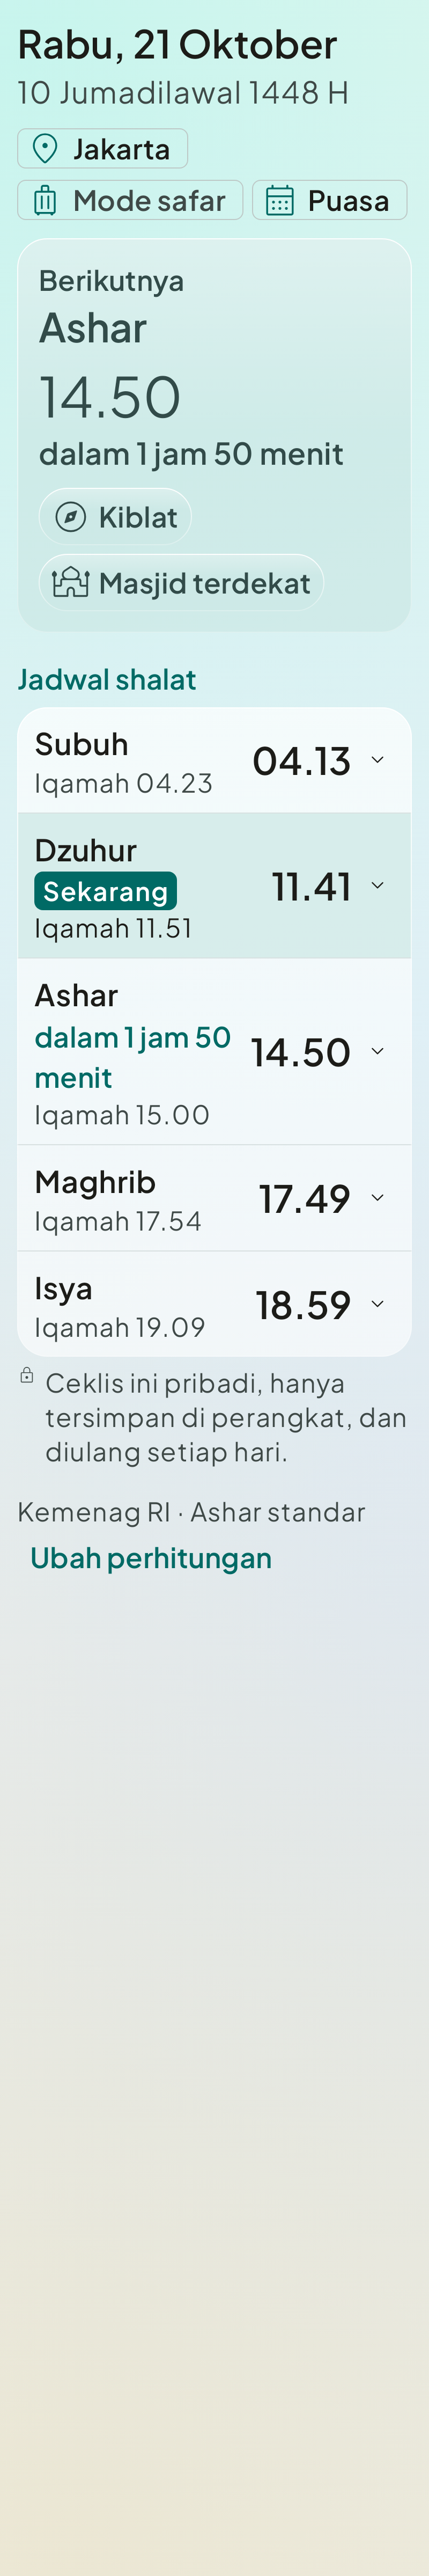 Rabu, 21 Oktober
10 Jumadilawal 1448 H
Jakarta
Mode safar
Puasa
Berikutnya
Ashar
14.50
dalam 1 jam 50 menit
Kiblat
Masjid terdekat
Jadwal shalat
Subuh
04.13
Iqamah 04.23
Dzuhur
Sekarang
11.41
Iqamah 11.51
Ashar
dalam 1 jam 50
menit
14.50
Iqamah 15.00
Maghrib
17.49
Iqamah 17.54
Isya
18.59
Iqamah 19.09
Ceklis ini pribadi, hanya
tersimpan di perangkat, dan
diulang setiap hari.
Kemenag RI · Ashar standar
Ubah perhitungan